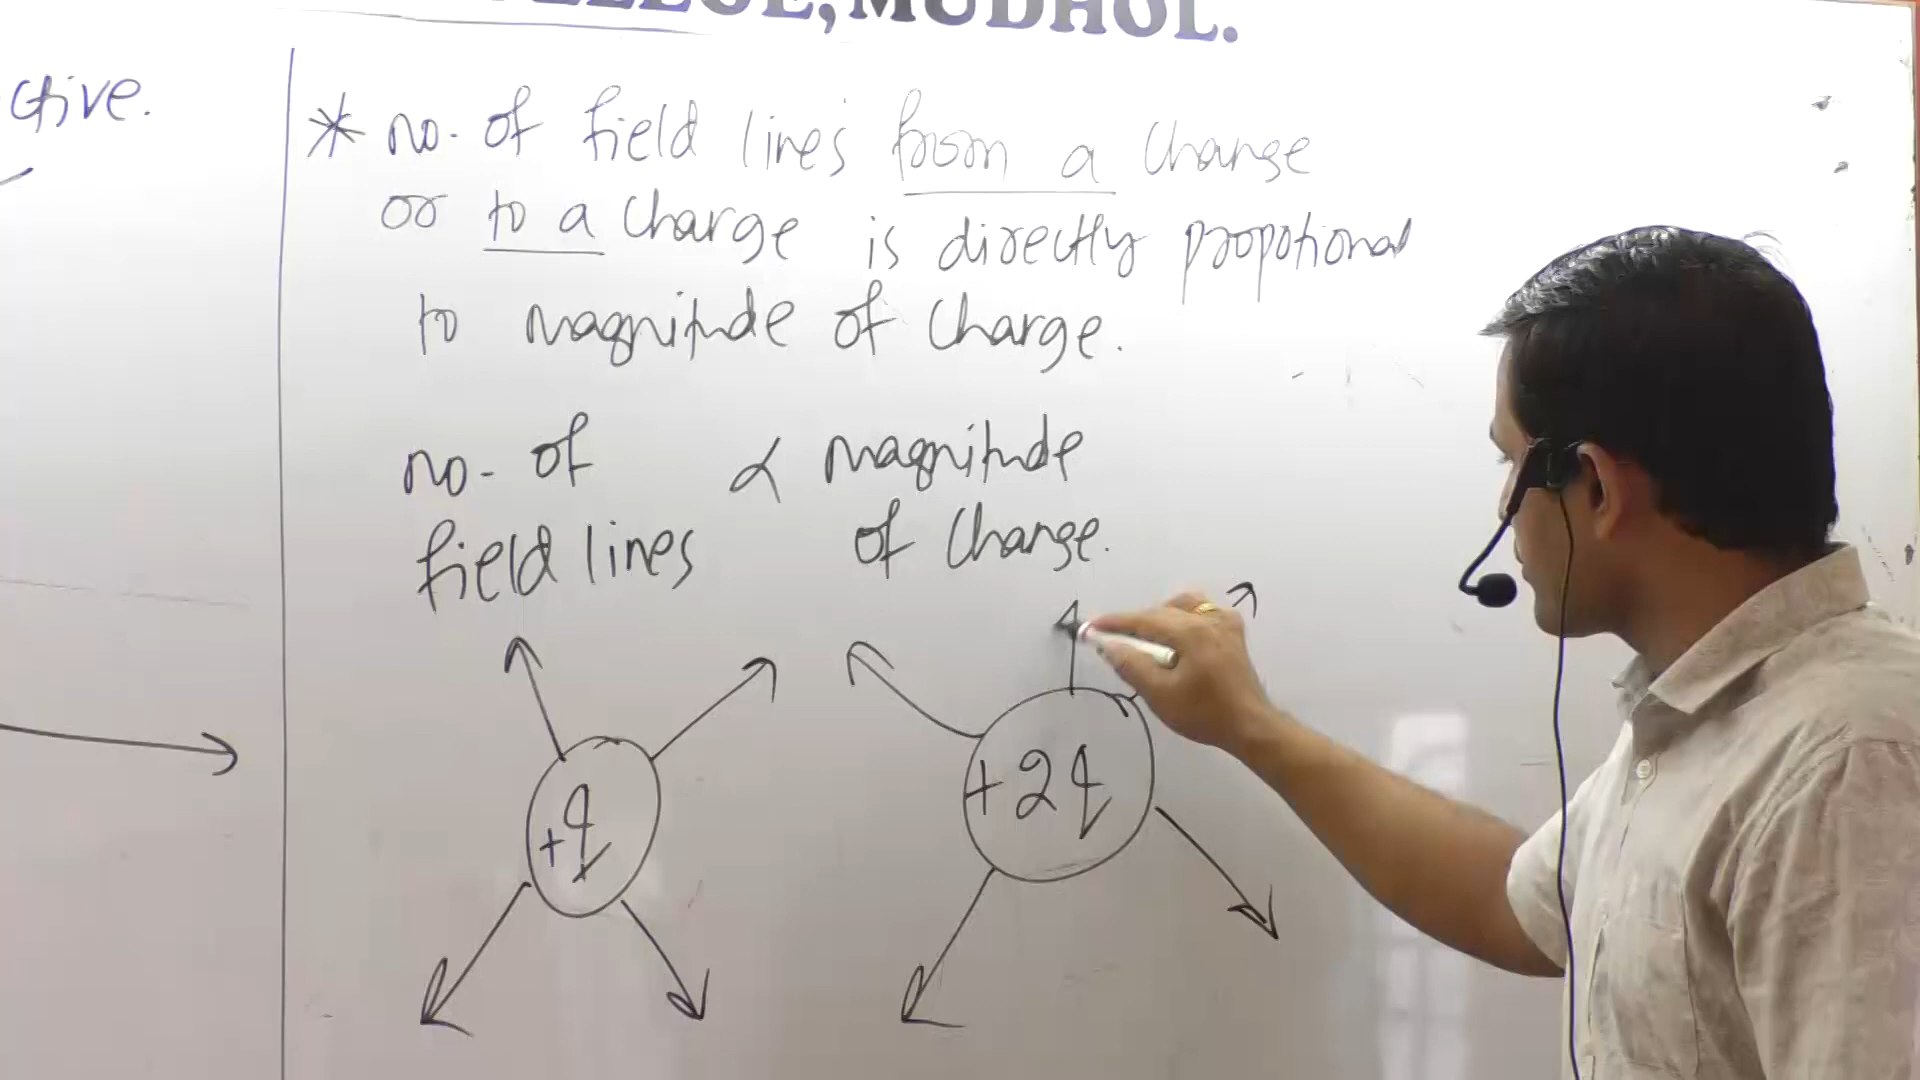 MUDHOL.
ctive.
* no. of field lines from a charge
or to a charge is directly propotional
to magnitude of charge.
no. of ∝ magnitude
field lines of charge.
+q +2q